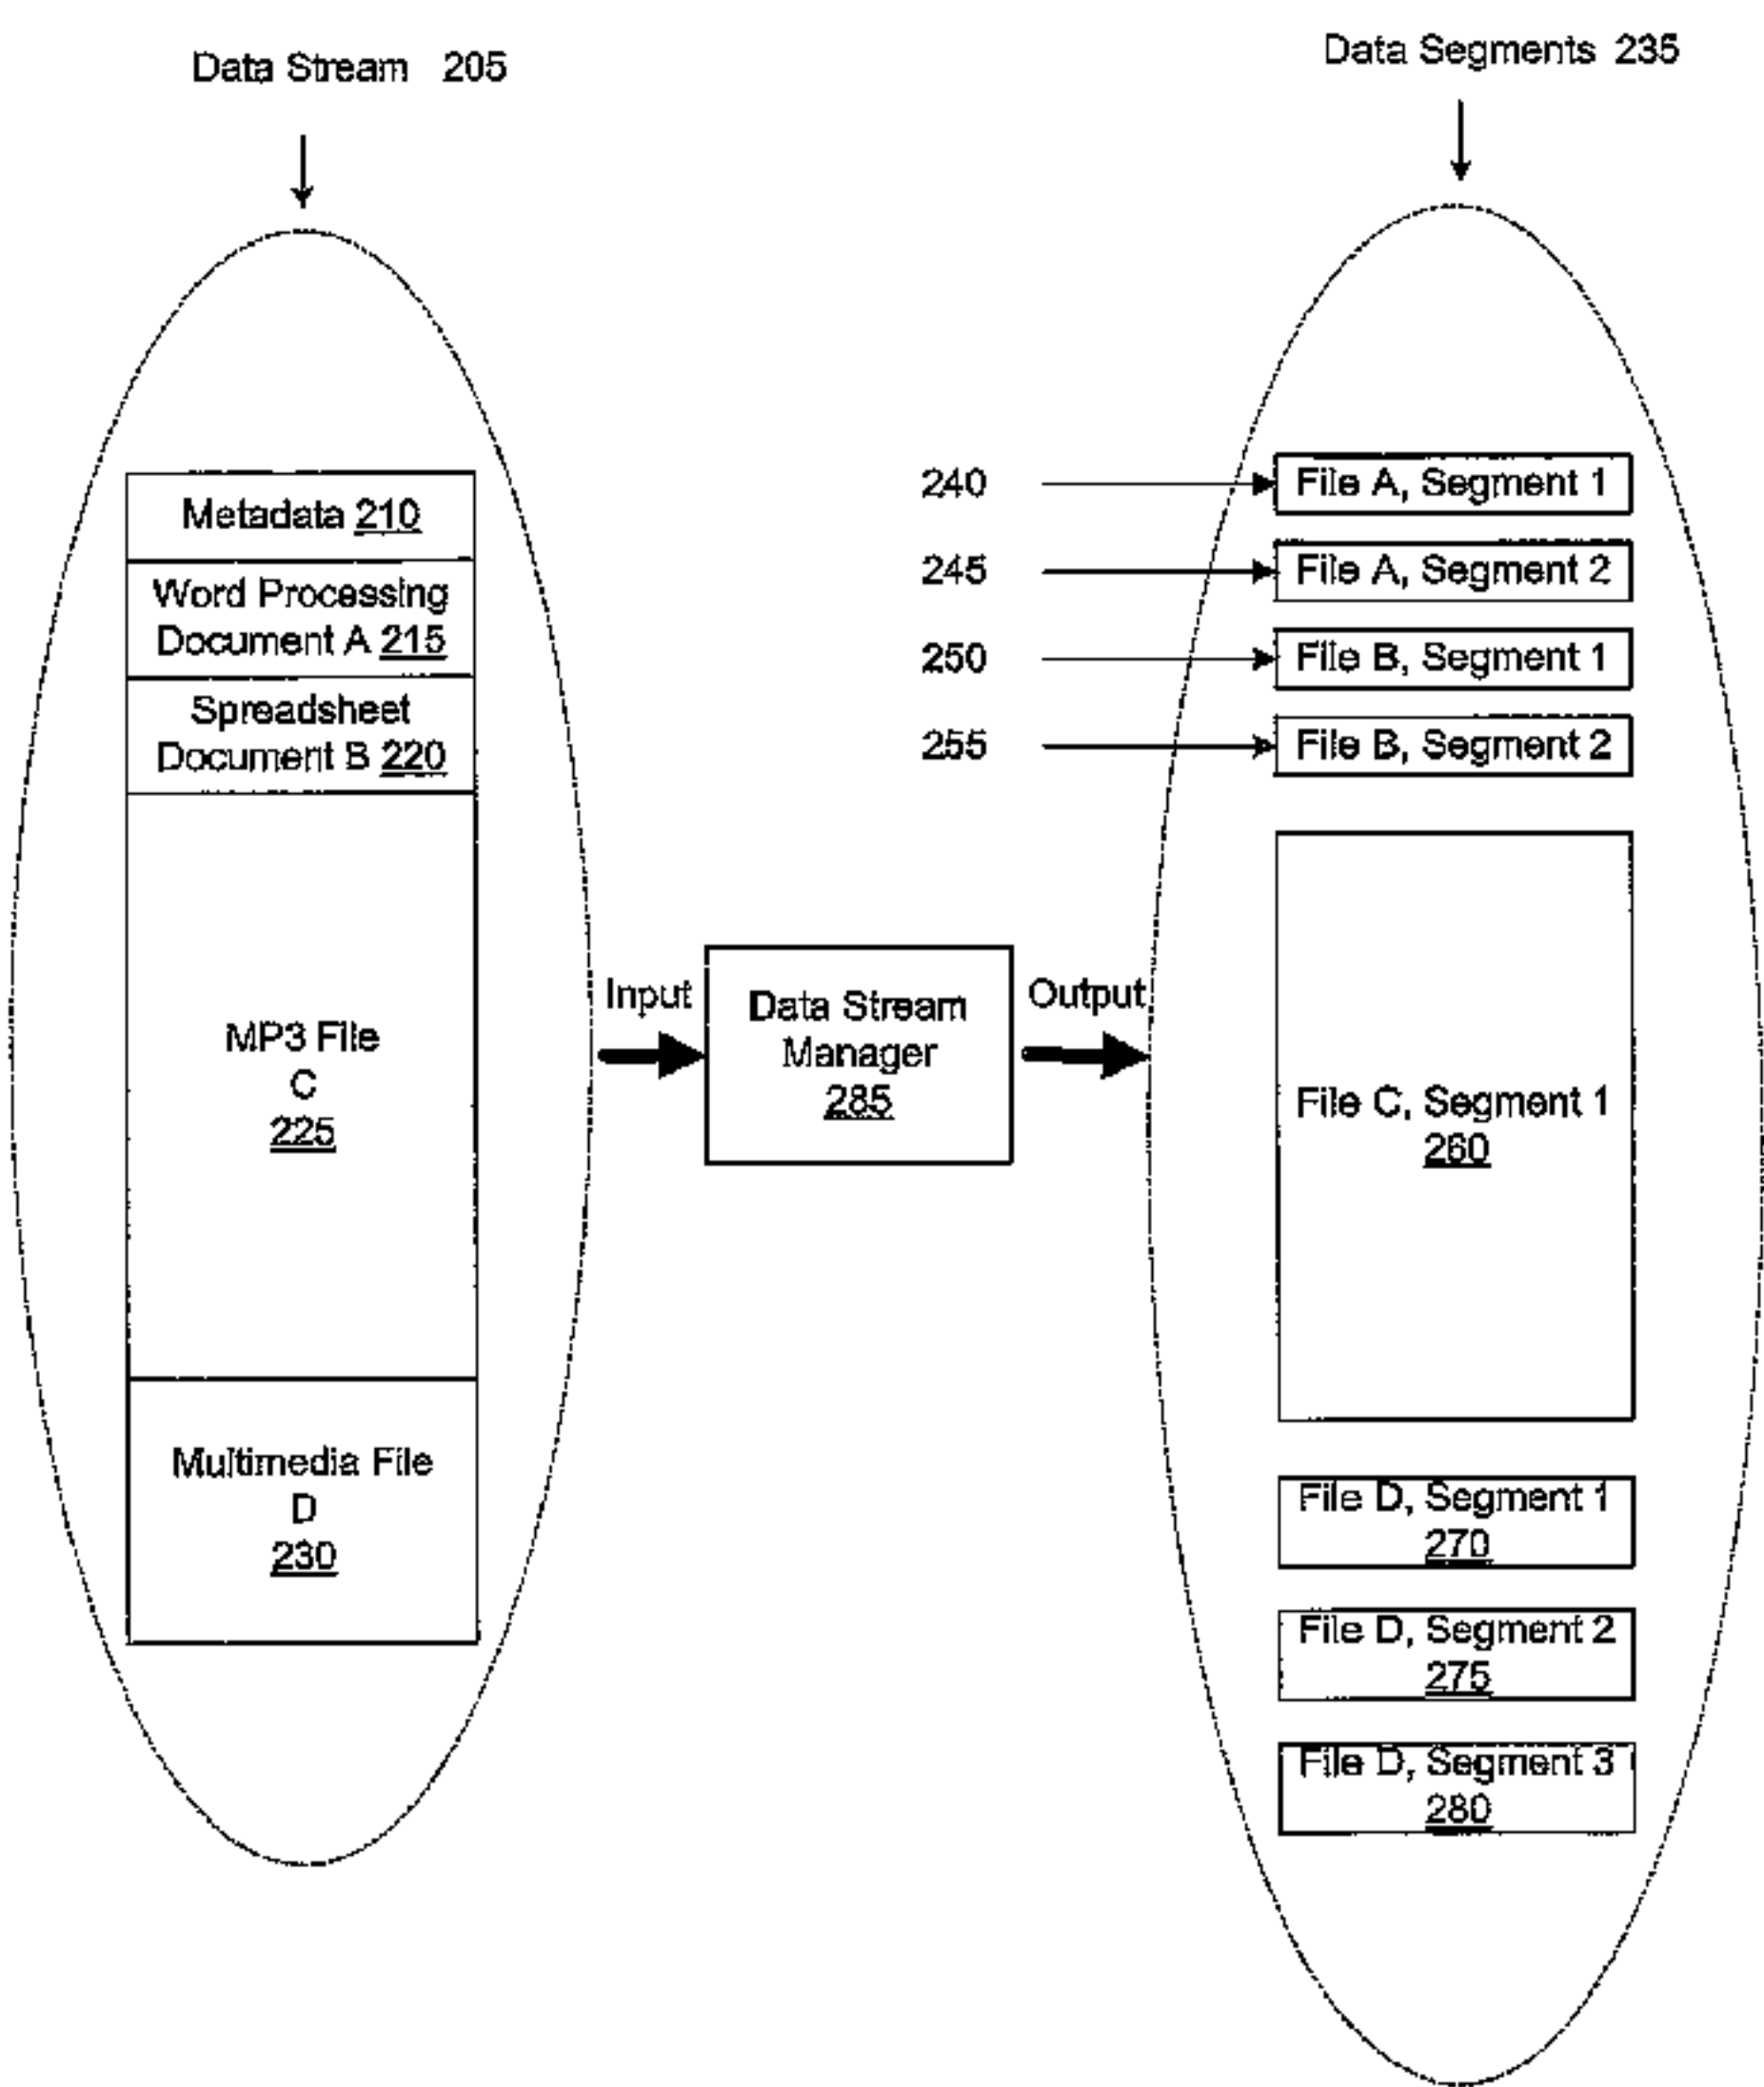 Data Stream 205
Data Segments 235
Metadata 210
Word Processing
Document A 215
Spreadsheet
Document B 220
MP3 File
C
225
Multimedia File
D
230
Input
Data Stream
Manager
285
Output
240
File A, Segment 1
245
File A, Segment 2
250
File B, Segment 1
255
File B, Segment 2
File C, Segment 1
260
File D, Segment 1
270
File D, Segment 2
275
File D, Segment 3
280